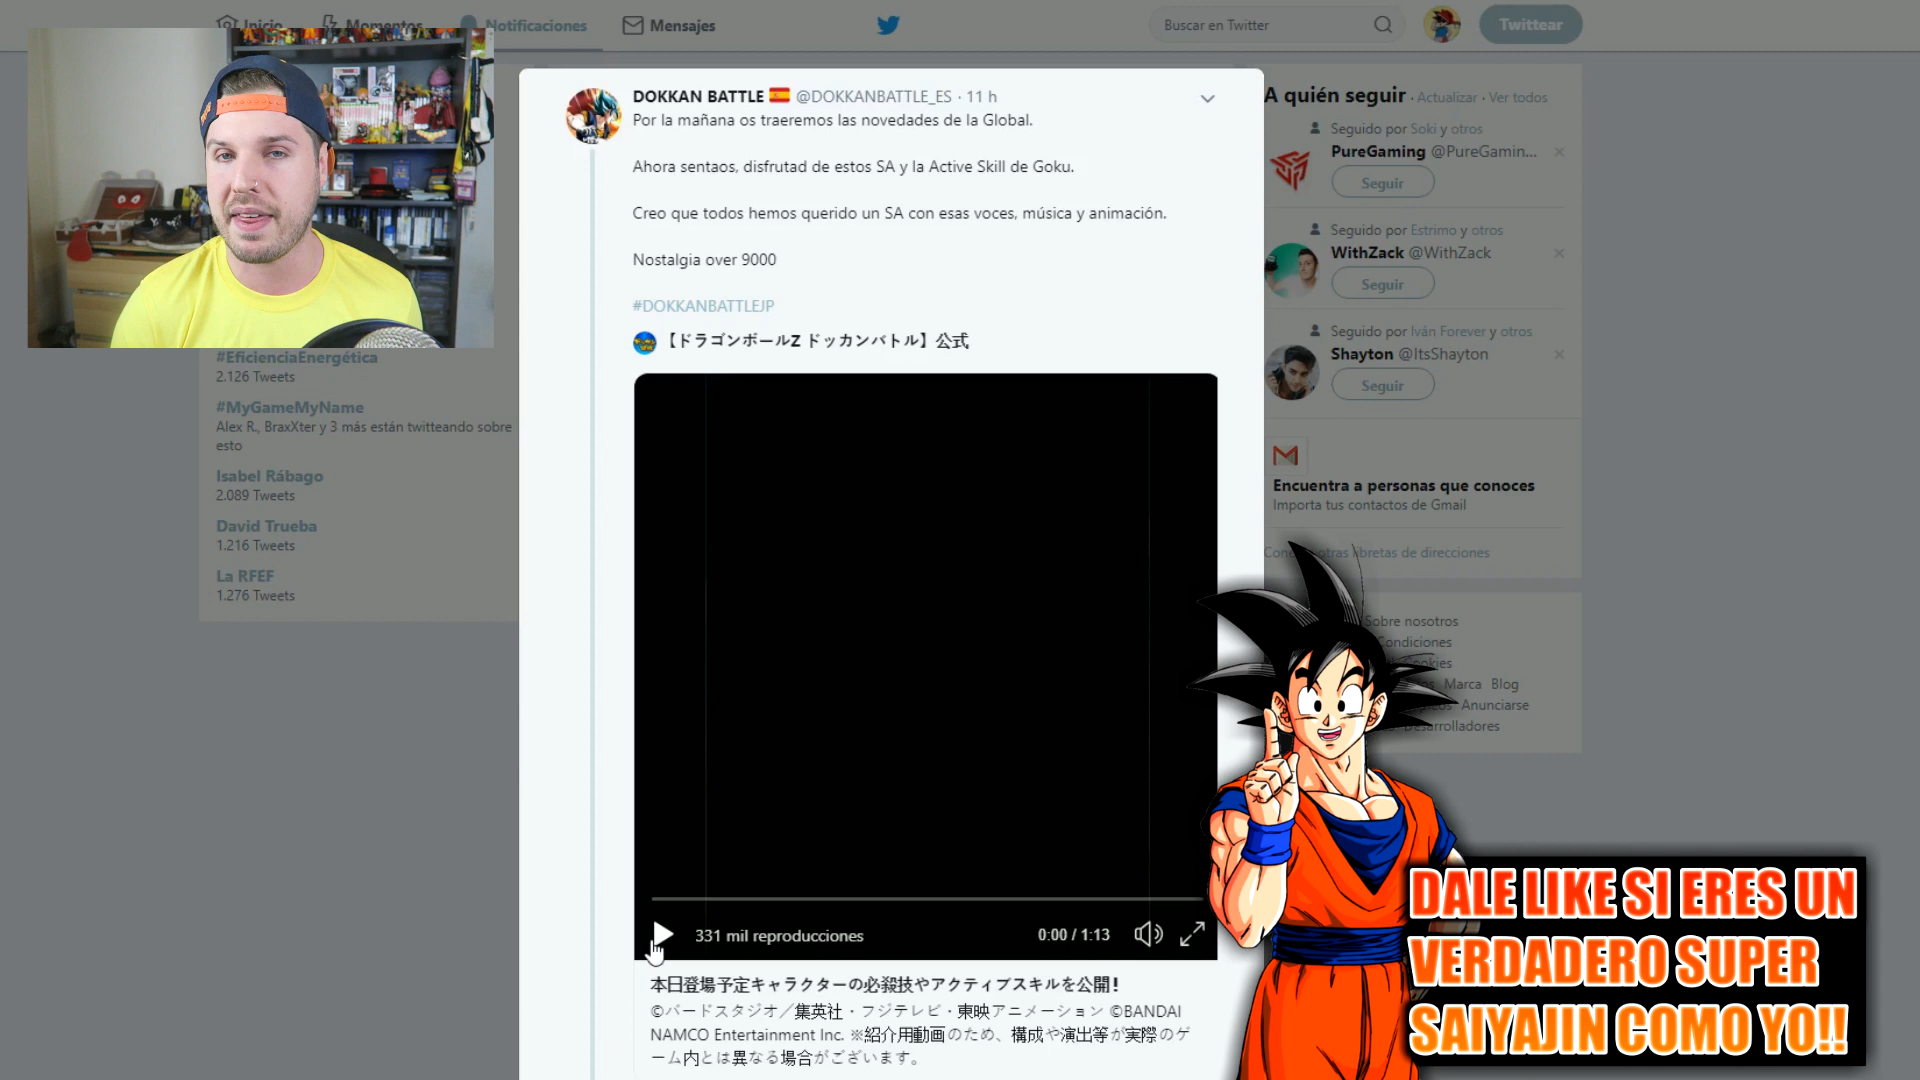 Inicio
Momentos
Notificaciones
Mensajes
Buscar en Twitter
Twittear
#EficienciaEnergética
2.126 Tweets
#MyGameMyName
Alex R., BraxXter y 3 más están twitteando sobre
esto
Isabel Rábago
2.089 Tweets
David Trueba
1.216 Tweets
La RFEF
1.276 Tweets
DOKKAN BATTLE 🇪🇸 @DOKKANBATTLE_ES · 11 h
Por la mañana os traeremos las novedades de la Global.
Ahora sentaos, disfrutad de estos SA y la Active Skill de Goku.
Creo que todos hemos querido un SA con esas voces, música y animación.
Nostalgia over 9000
#DOKKANBATTLEJP
【ドラゴンボールZ ドッカンバトル】公式
331 mil reproducciones
0:00 / 1:13
本日登場予定キャラクターの必殺技やアクティブスキルを公開！
©バードスタジオ／集英社・フジテレビ・東映アニメーション ©BANDAI
NAMCO Entertainment Inc. ※紹介用動画のため、構成や演出等が実際のゲ
ーム内とは異なる場合がございます。
A quién seguir · Actualizar · Ver todos
Seguido por Soki y otros
PureGaming @PureGamin...
Seguir
Seguido por Estrimo y otros
WithZack @WithZack
Seguir
Seguido por Iván Forever y otros
Shayton @ItsShayton
Seguir
Encuentra a personas que conoces
Importa tus contactos de Gmail
otras libretas de direcciones
Sobre nosotros
Condiciones
Cookies
Marca Blog
Anunciarse
Desarrolladores
DALE LIKE SI ERES UN
VERDADERO SUPER
SAIYAJIN COMO YO!!